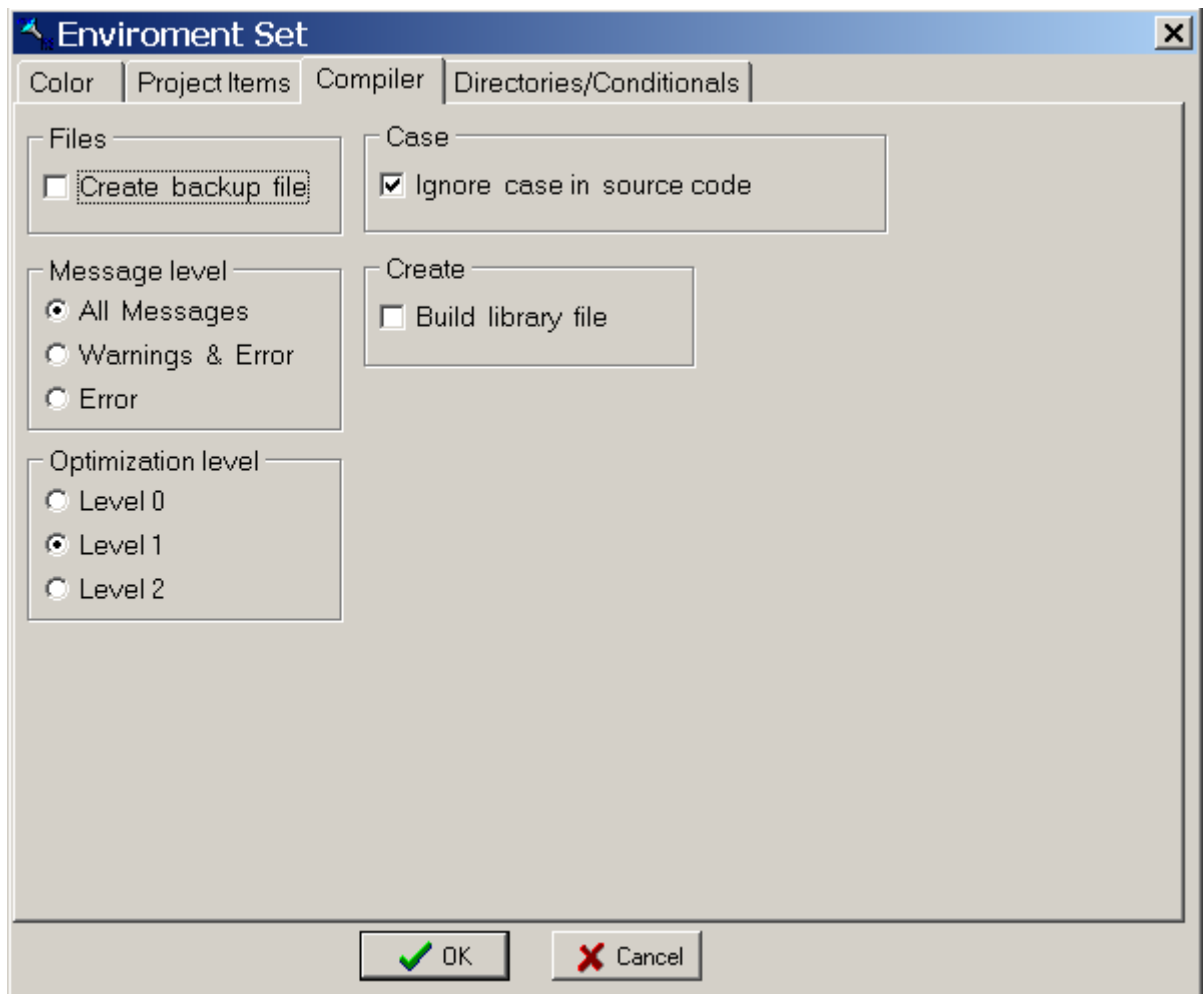 Enviroment Set
Color Project Items Compiler Directories/Conditionals
Files
Create backup file
Case
Ignore case in source code
Message level
All Messages
Warnings & Error
Error
Create
Build library file
Optimization level
Level 0
Level 1
Level 2
OK Cancel